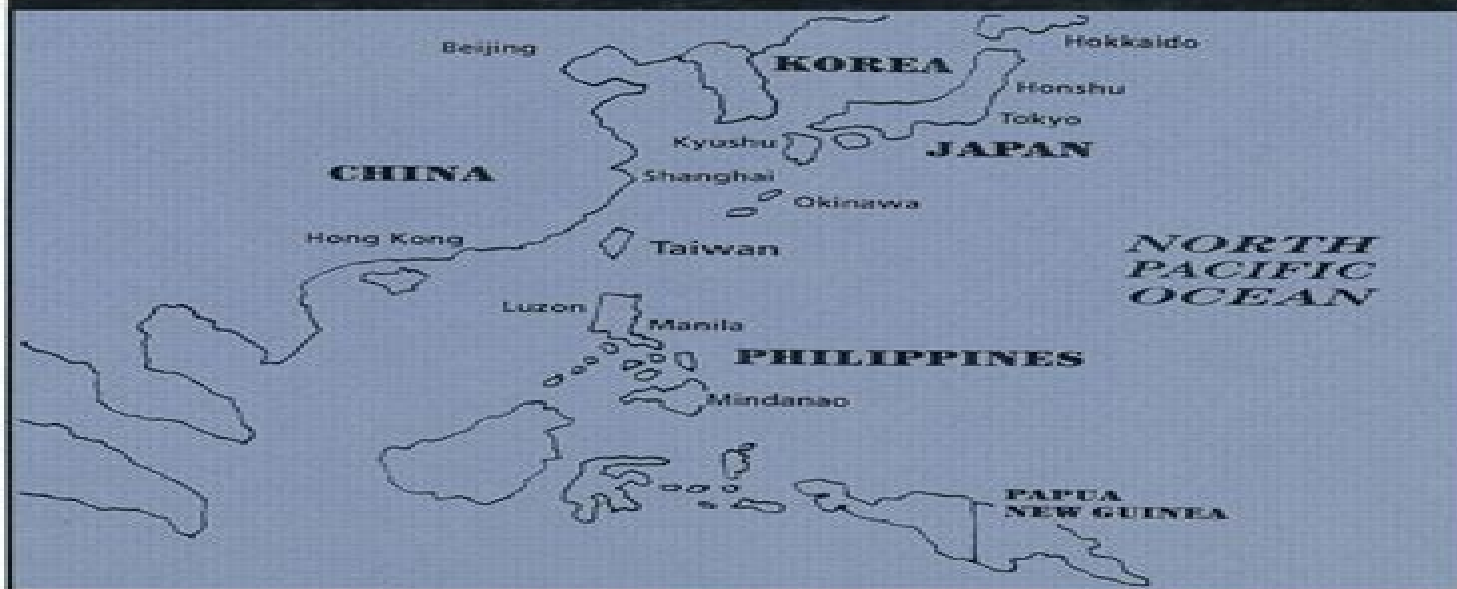 Beijing
Hokkaido
KOREA
Honshu
Tokyo
Kyushu
JAPAN
CHINA
Shanghai
Okinawa
Hong Kong
Taiwan
NORTH
PACIFIC
OCEAN
Luzon
Manila
PHILIPPINES
Mindanao
PAPUA
NEW GUINEA